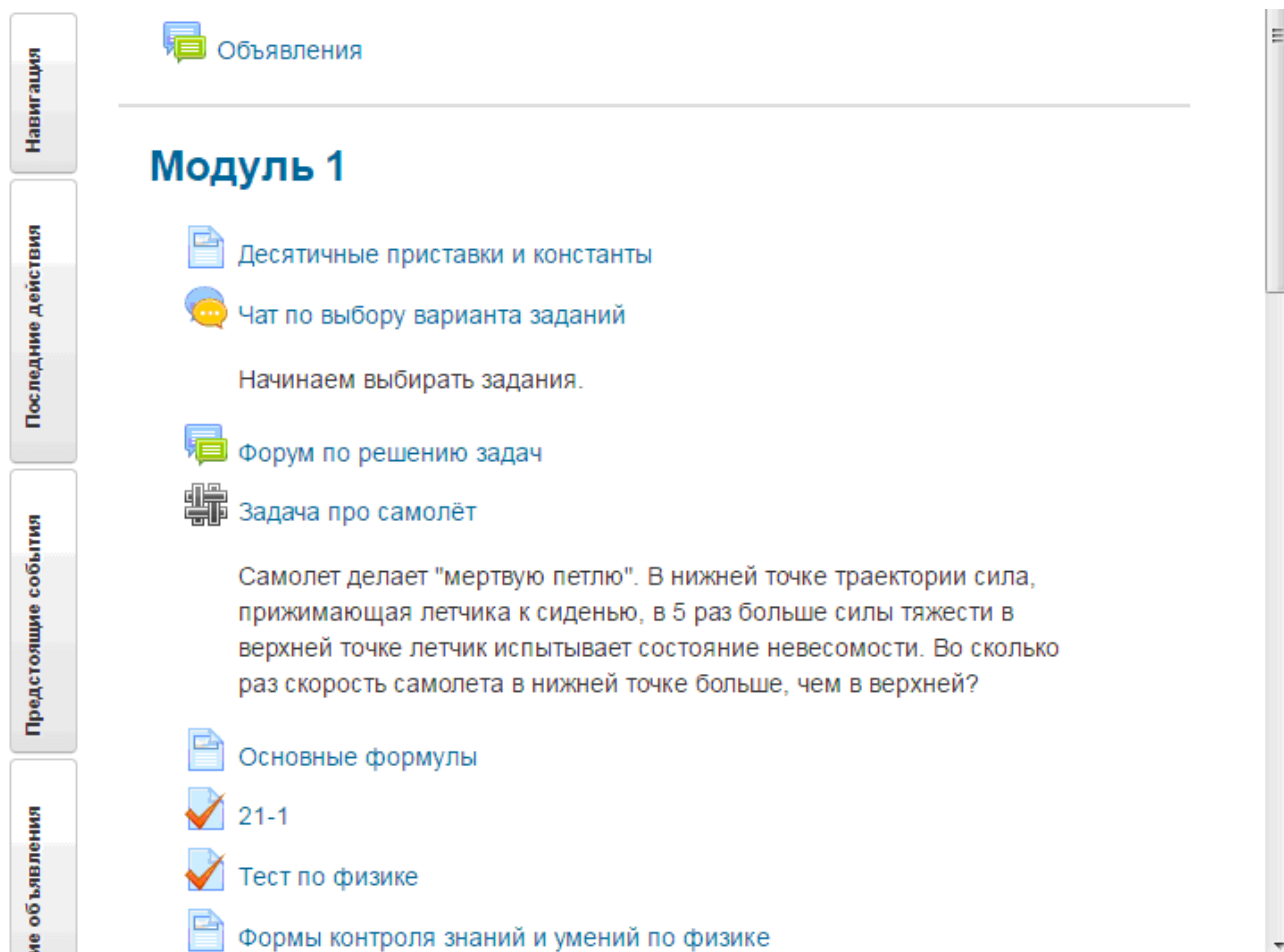 Навигация
Последние действия
Предстоящие события
объявления
Объявления
Модуль 1
Десятичные приставки и константы
Чат по выбору варианта заданий
Начинаем выбирать задания.
Форум по решению задач
Задача про самолёт
Самолет делает "мертвую петлю". В нижней точке траектории сила,
прижимающая летчика к сиденью, в 5 раз больше силы тяжести в
верхней точке летчик испытывает состояние невесомости. Во сколько
раз скорость самолета в нижней точке больше, чем в верхней?
Основные формулы
21-1
Тест по физике
Формы контроля знаний и умений по физике